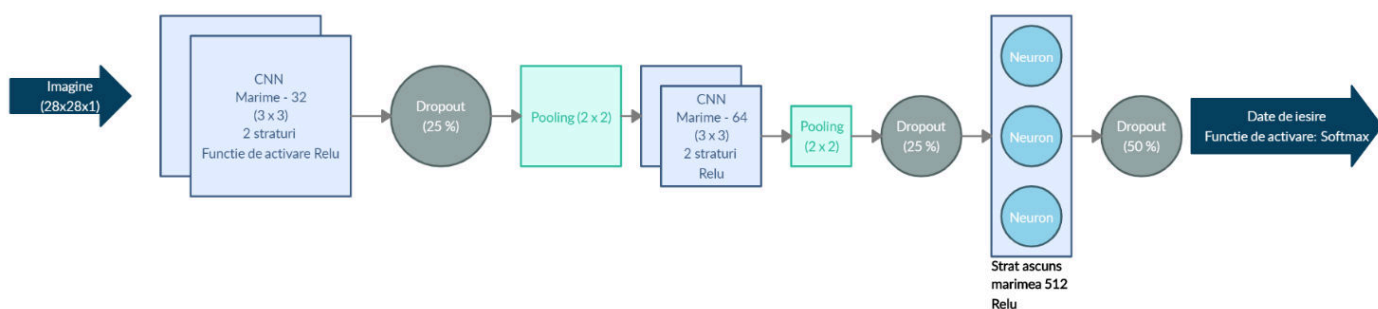 Imagine
(28x28x1)
CNN
Marime - 32
(3 x 3)
2 straturi
Functie de activare Relu
Dropout
(25 %)
Pooling (2 x 2)
CNN
Marime - 64
(3 x 3)
2 straturi
Relu
Pooling
(2 x 2)
Dropout
(25 %)
Neuron
Neuron
Neuron
Strat ascuns
marimea 512
Relu
Dropout
(50 %)
Date de iesire
Functie de activare: Softmax